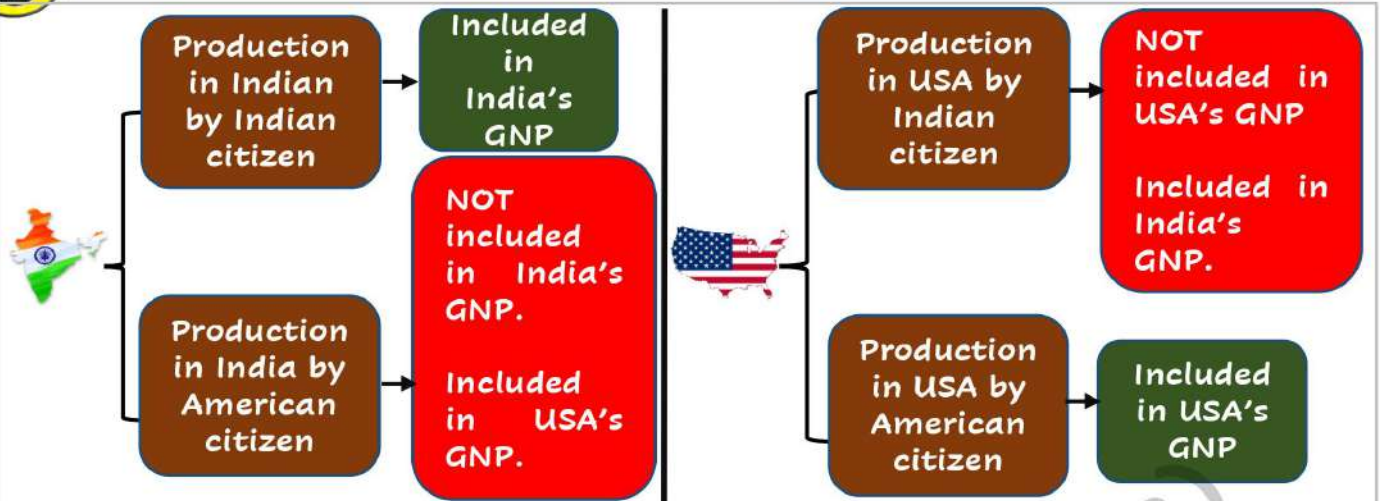 Production
in Indian
by Indian
citizen
Included
in
India's
GNP
Production
in India by
American
citizen
NOT
included
in India's
GNP.
Included
in USA's
GNP.
Production
in USA by
Indian
citizen
NOT
included in
USA's GNP
Included in
India's
GNP.
Production
in USA by
American
citizen
Included
in USA's
GNP